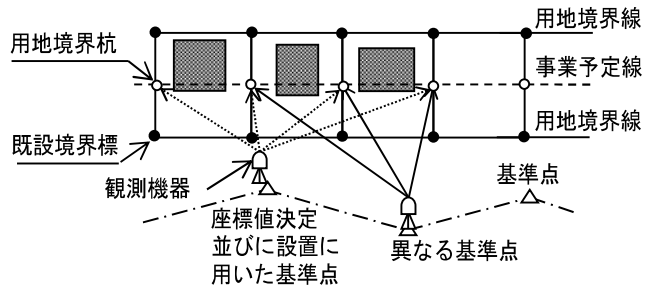 用地境界線
用地境界杭
事業予定線
用地境界線
既設境界標
観測機器
基準点
座標値決定
並びに設置に
用いた基準点
異なる基準点